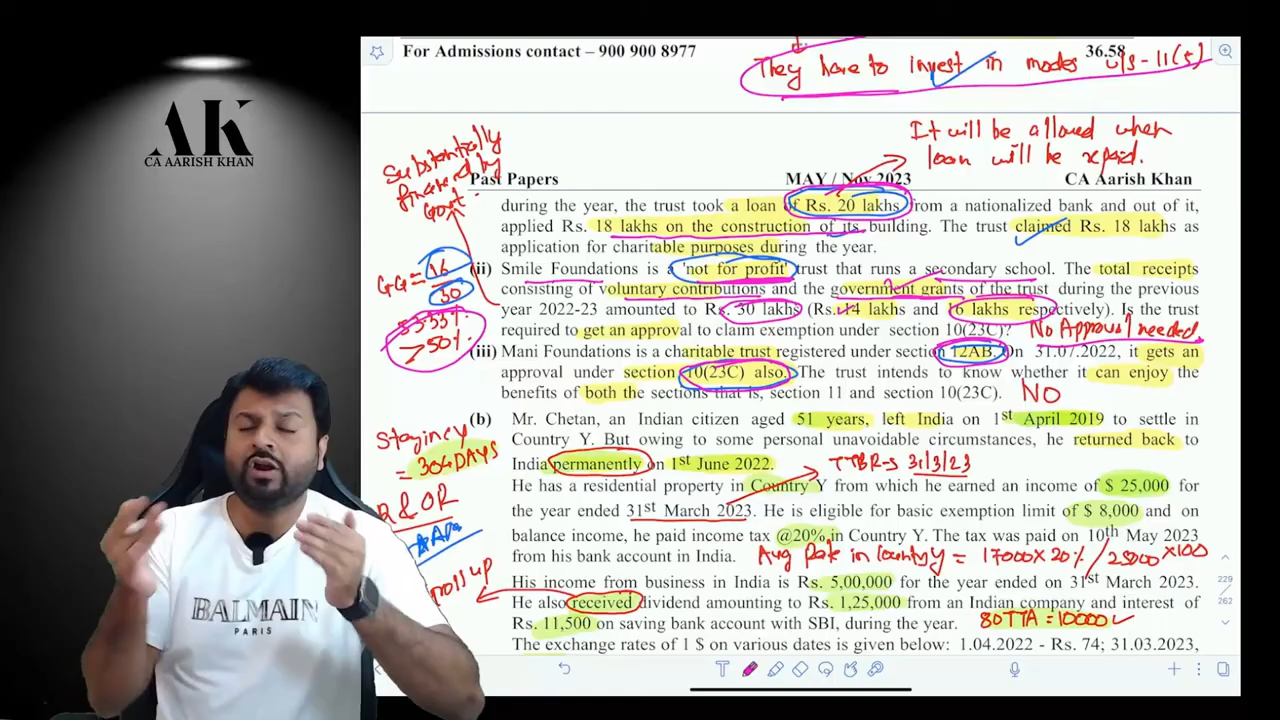 AK
CA AARISH KHAN
BALMAIN
PARIS
For Admissions contact – 900 900 8977
36.58
They have to invest in modes u/s - 11(5)
It will be allowed when
loan will be repaid.
Substantially
financed by
Govt.
Past Papers
MAY / Nov 2023
CA Aarish Khan
during the year, the trust took a loan of Rs. 20 lakhs from a nationalized bank and out of it,
applied Rs. 18 lakhs on the construction of its building. The trust claimed Rs. 18 lakhs as
application for charitable purposes during the year.
GG = 16
30
53.33%
>50%
(ii) Smile Foundations is a 'not for profit' trust that runs a secondary school. The total receipts
consisting of voluntary contributions and the government grants of the trust during the previous
year 2022-23 amounted to Rs. 30 lakhs (Rs. 14 lakhs and 16 lakhs respectively). Is the trust
required to get an approval to claim exemption under section 10(23C)?
No Approval needed
(iii) Mani Foundations is a charitable trust registered under section 12AB. On 31.07.2022, it gets an
approval under section 10(23C) also. The trust intends to know whether it can enjoy the
benefits of both the sections that is, section 11 and section 10(23C).
NO
(b) Mr. Chetan, an Indian citizen aged 51 years, left India on 1st April 2019 to settle in
Country Y. But owing to some personal unavoidable circumstances, he returned back to
India permanently on 1st June 2022.
TTBR → 31/3/23
Stay in cy
= 304 DAYS
R & OR
He has a residential property in Country Y from which he earned an income of $ 25,000 for
the year ended 31st March 2023. He is eligible for basic exemption limit of $ 8,000 and on
balance income, he paid income tax @20% in Country Y. The tax was paid on 10th May 2023
from his bank account in India.
Avg Rate in Country Y = 17000 X 20% / 25000 X 100
His income from business in India is Rs. 5,00,000 for the year ended on 31st March 2023.
He also received dividend amounting to Rs. 1,25,000 from an Indian company and interest of
Rs. 11,500 on saving bank account with SBI, during the year.
80TTA = 10000
The exchange rates of 1 $ on various dates is given below: 1.04.2022 - Rs. 74; 31.03.2023,
229
262